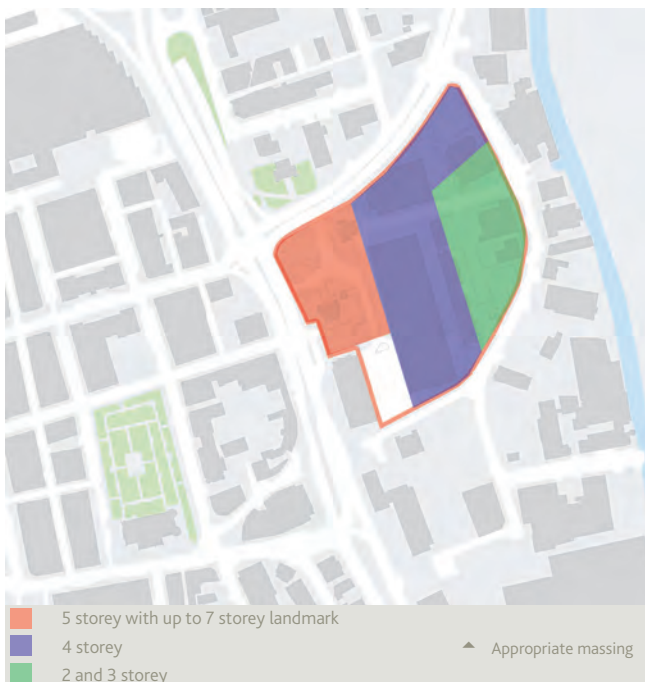 5 storey with up to 7 storey landmark
4 storey
Appropriate massing
2 and 3 storey